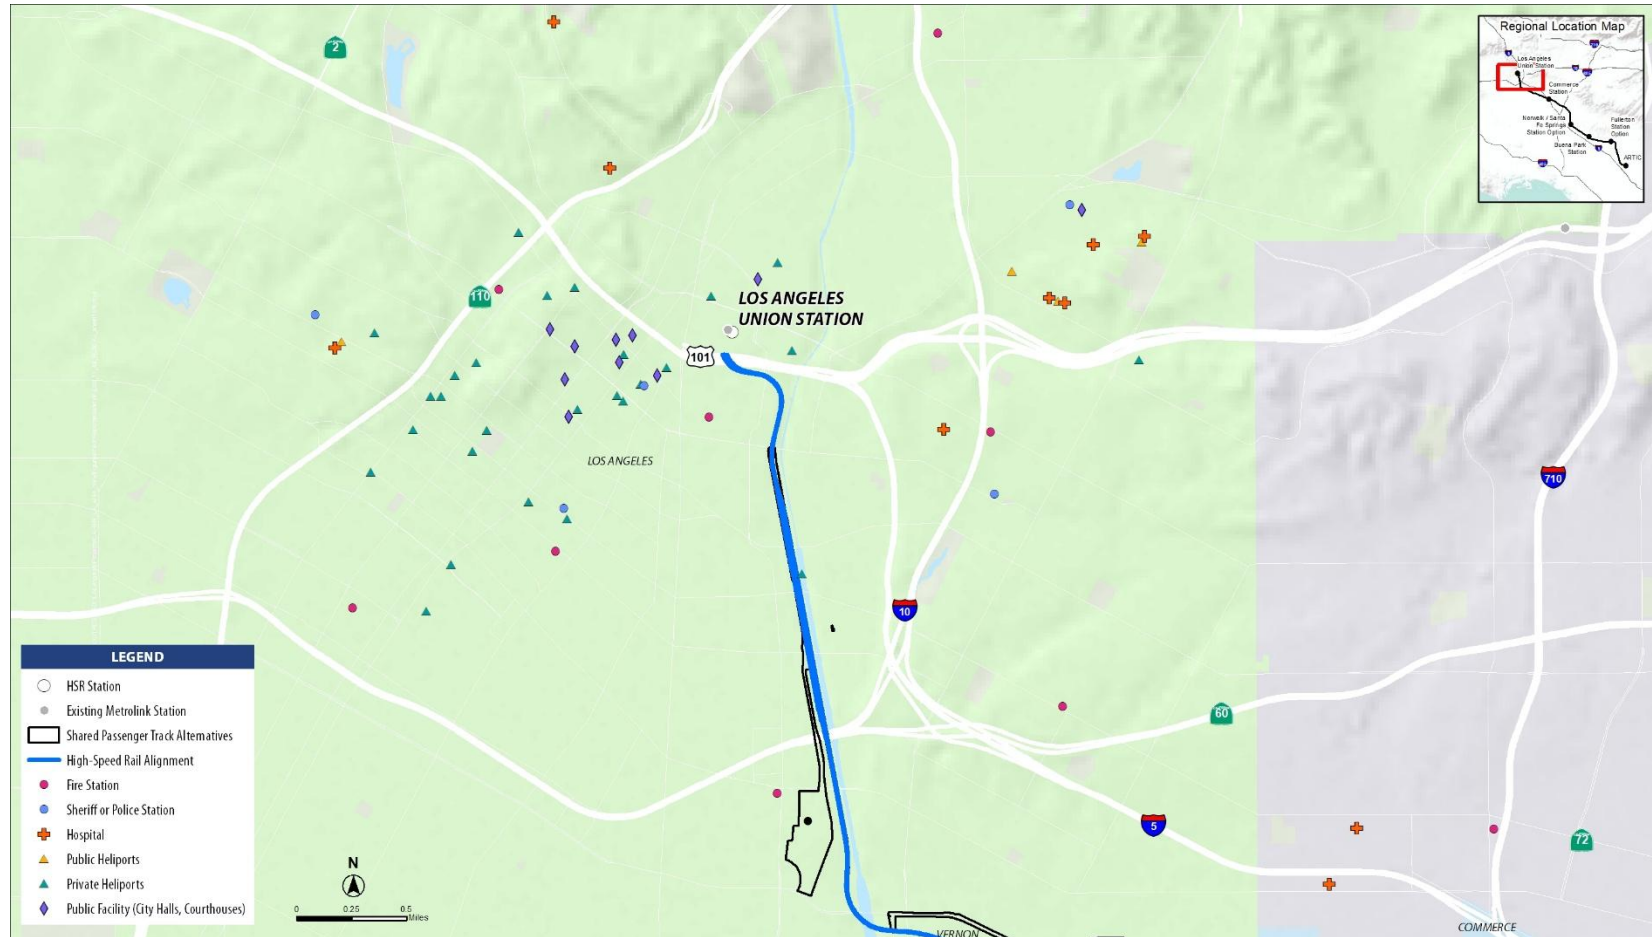 2
Regional Location Map
Los Angeles
Union Station
Commerce
Station
Norwalk / Santa
Fe Springs
Station Option
Fullerton
Station
Option
Buena Park
Station
ARTIC
110
LOS ANGELES
UNION STATION
101
LOS ANGELES
710
10
60
5
72
LEGEND
HSR Station
Existing Metrolink Station
Shared Passenger Track Alternatives
High-Speed Rail Alignment
Fire Station
Sheriff or Police Station
Hospital
Public Heliports
Private Heliports
Public Facility (City Halls, Courthouses)
N
0 0.25 0.5
Miles
VERNON
COMMERCE